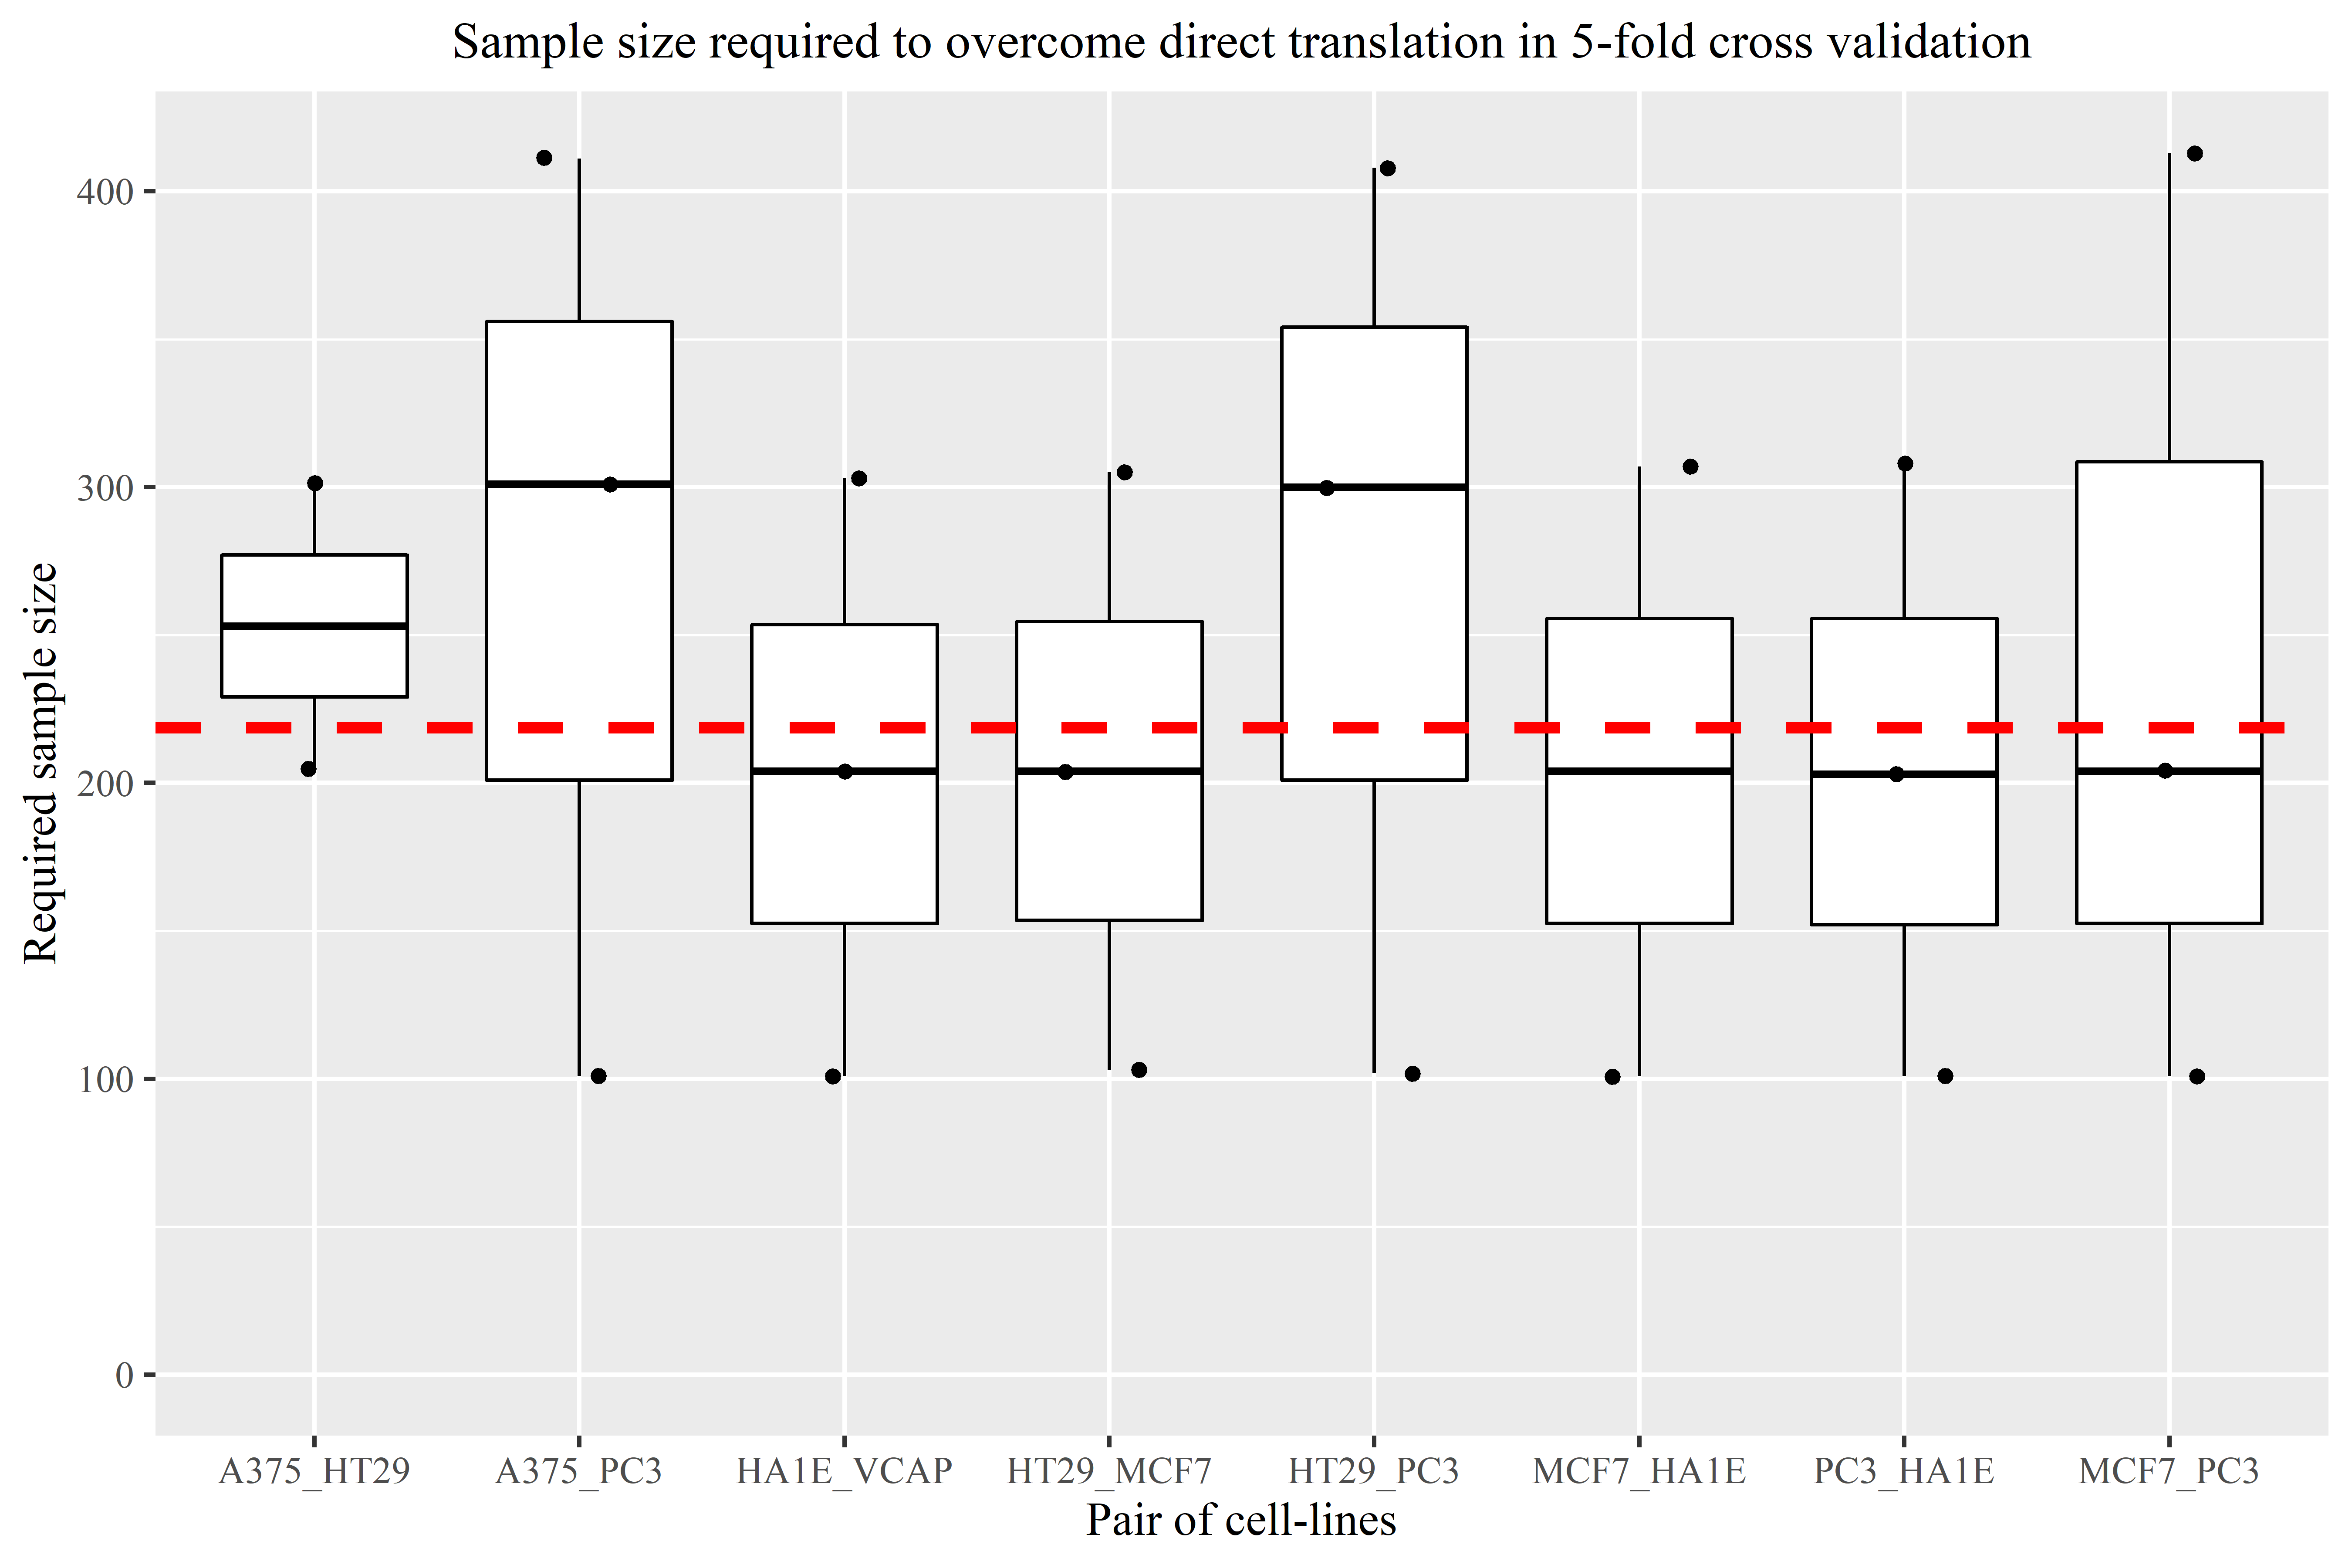 Sample size required to overcome direct translation in 5-fold cross validation
Required sample size
400
300
200
100
0
A375_HT29 A375_PC3 HA1E_VCAP HT29_MCF7 HT29_PC3 MCF7_HA1E PC3_HA1E MCF7_PC3
Pair of cell-lines